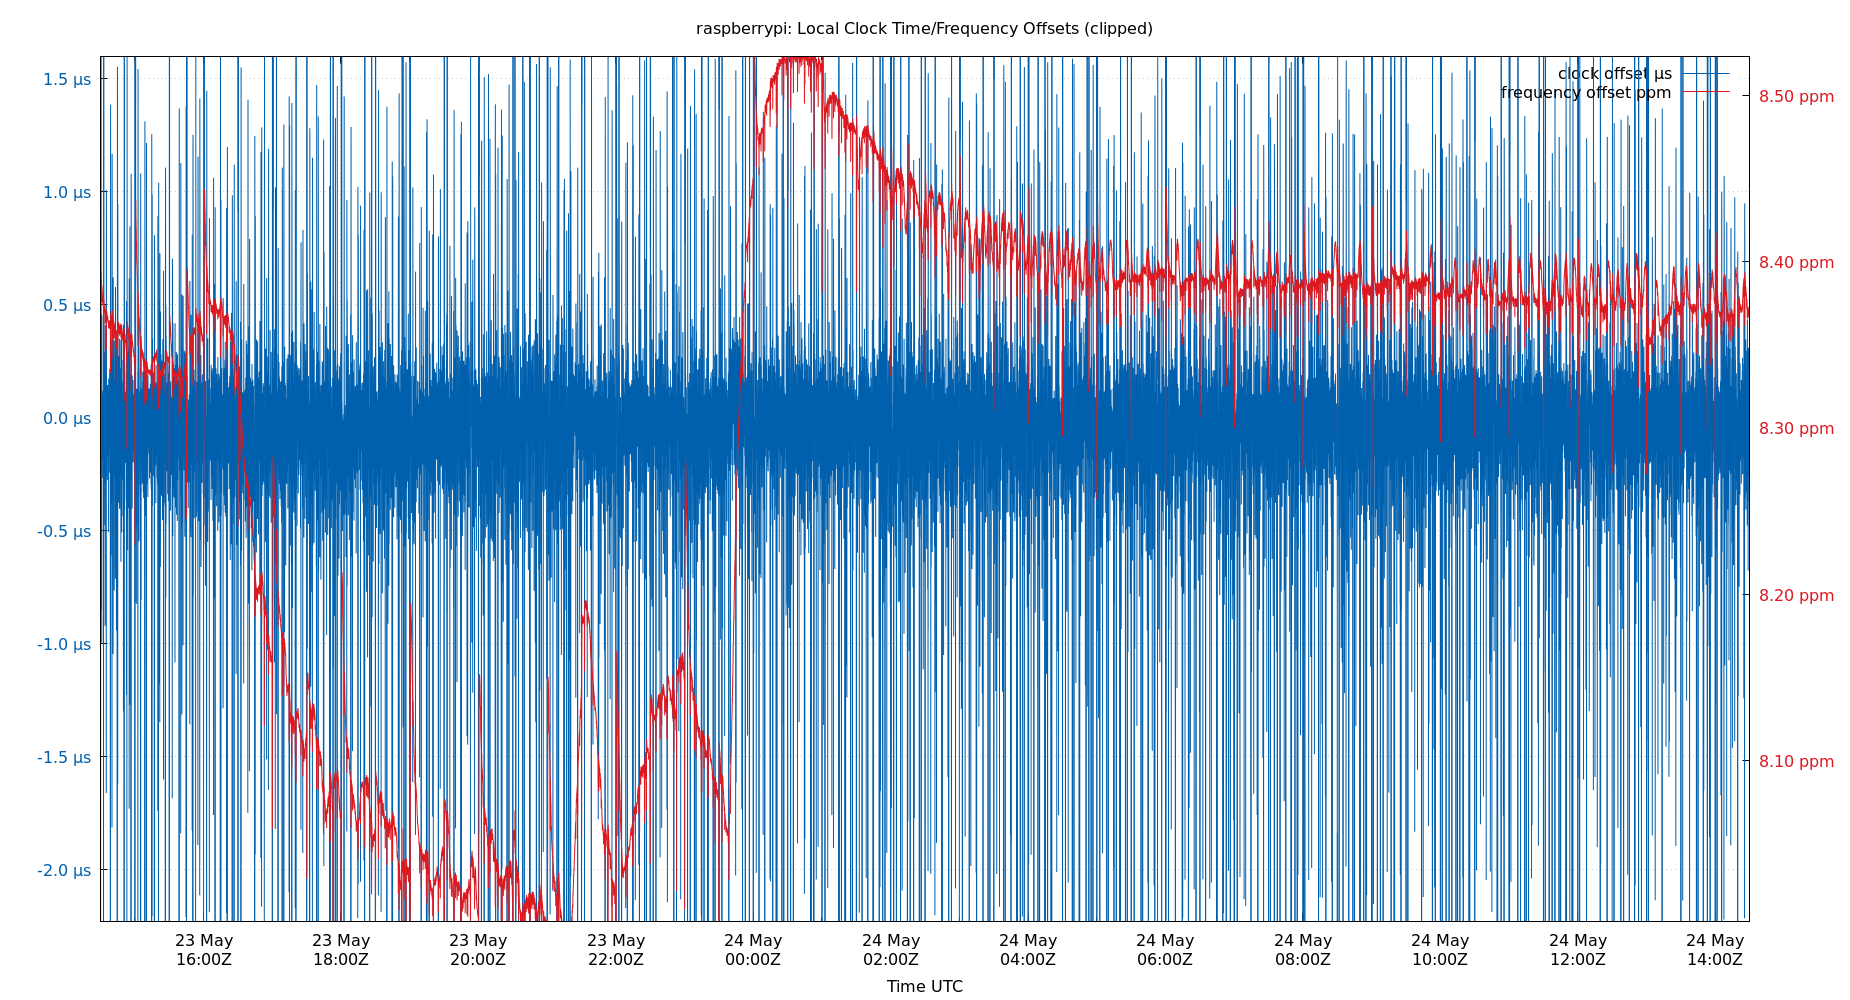 raspberrypi: Local Clock Time/Frequency Offsets (clipped)
clock offset µs
frequency offset ppm
1.5 µs
1.0 µs
0.5 µs
0.0 µs
-0.5 µs
-1.0 µs
-1.5 µs
-2.0 µs
8.50 ppm
8.40 ppm
8.30 ppm
8.20 ppm
8.10 ppm
23 May
16:00Z
23 May
18:00Z
23 May
20:00Z
23 May
22:00Z
24 May
00:00Z
24 May
02:00Z
24 May
04:00Z
24 May
06:00Z
24 May
08:00Z
24 May
10:00Z
24 May
12:00Z
24 May
14:00Z
Time UTC